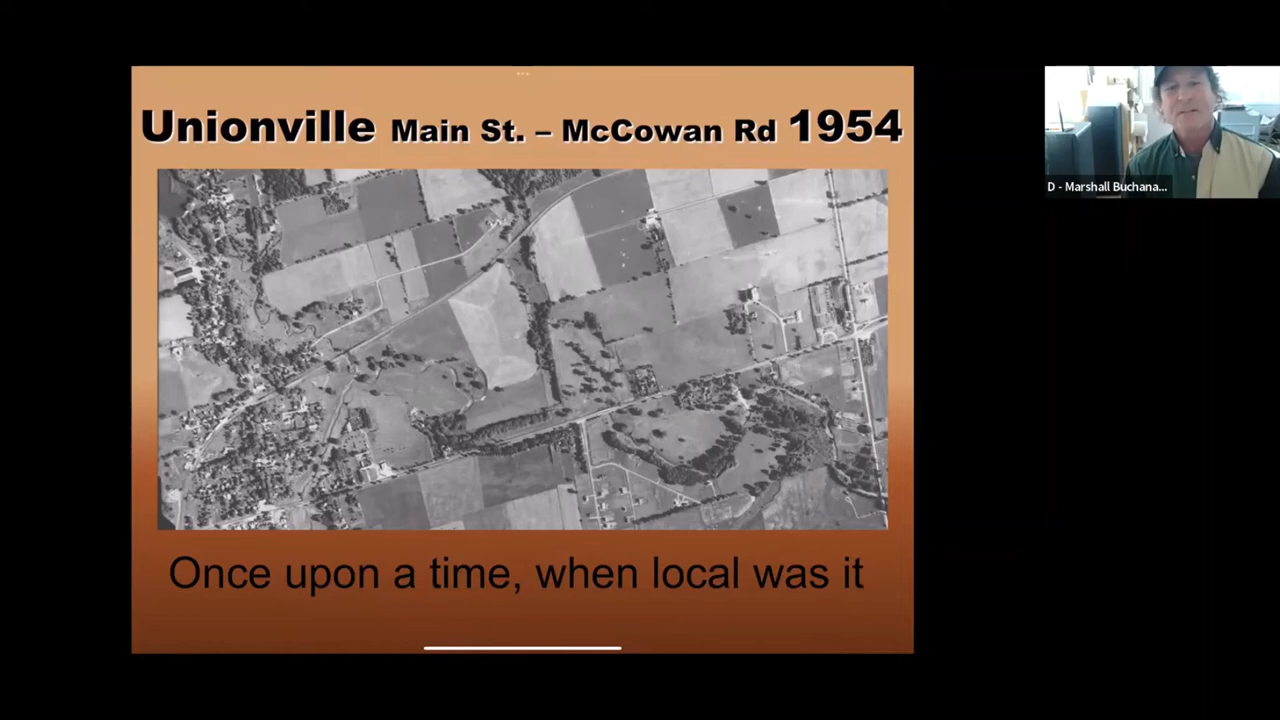 Unionville Main St. – McCowan Rd 1954
D - Marshall Buchana...
Once upon a time, when local was it